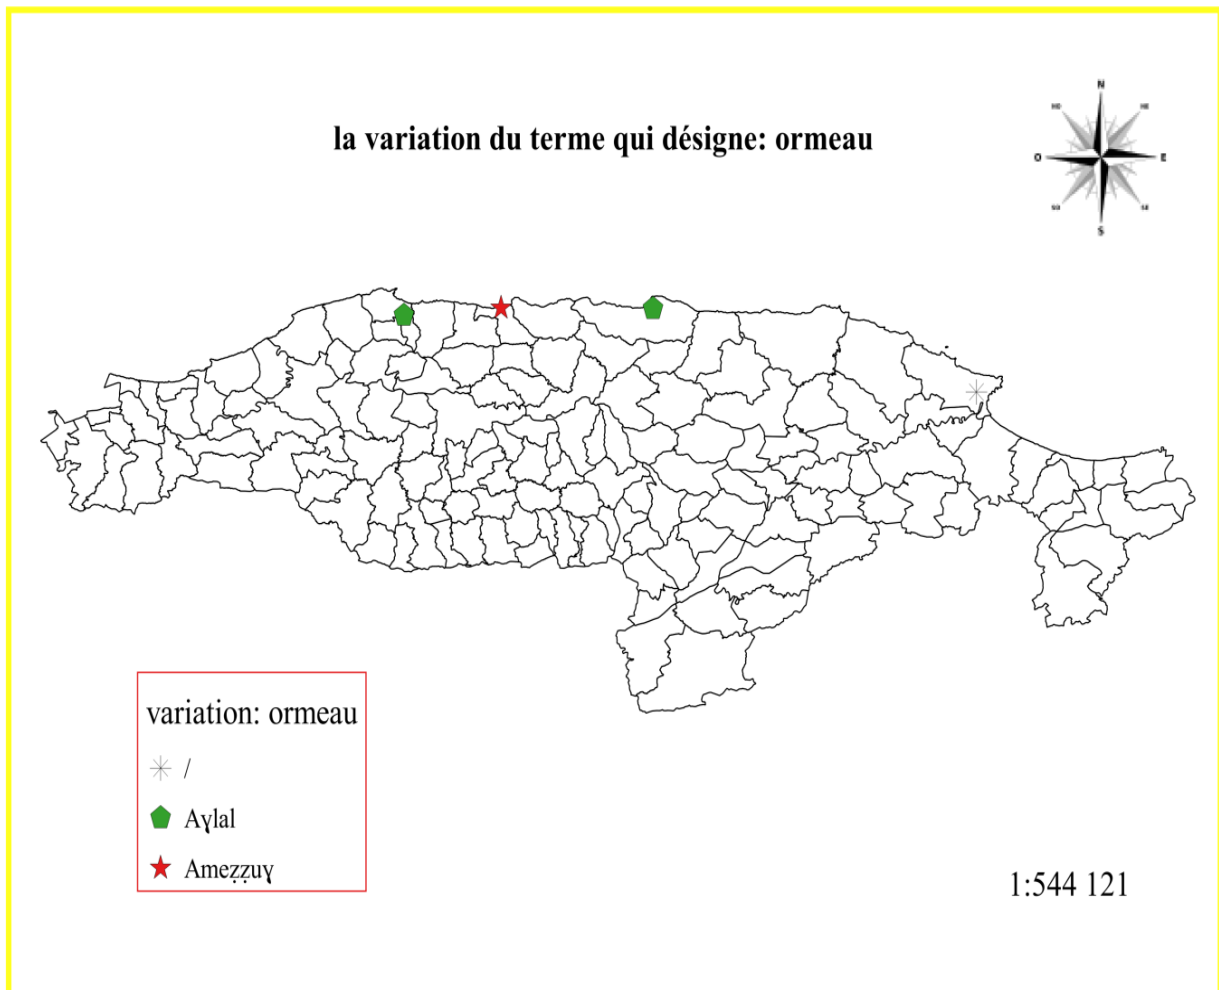 N
la variation du terme qui désigne: ormeau
O
E
S
variation: ormeau
/
Aɣlal
Ameẓẓuɣ
1:544 121